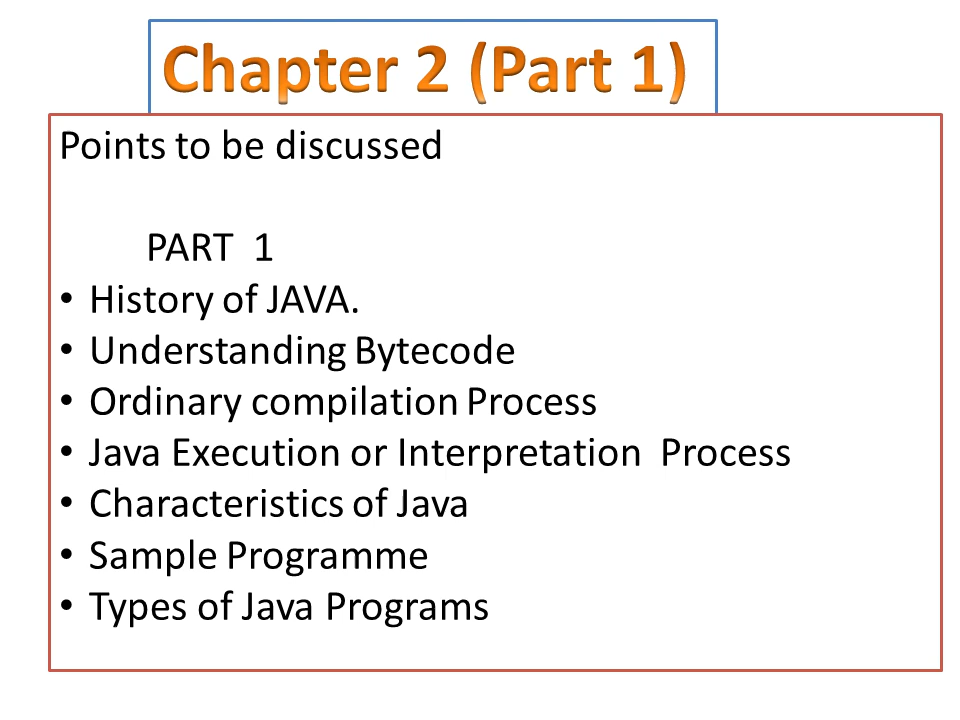 Chapter 2 (Part 1)
Points to be discussed
PART  1
• History of JAVA.
• Understanding Bytecode
• Ordinary compilation Process
• Java Execution or Interpretation  Process
• Characteristics of Java
• Sample Programme
• Types of Java Programs